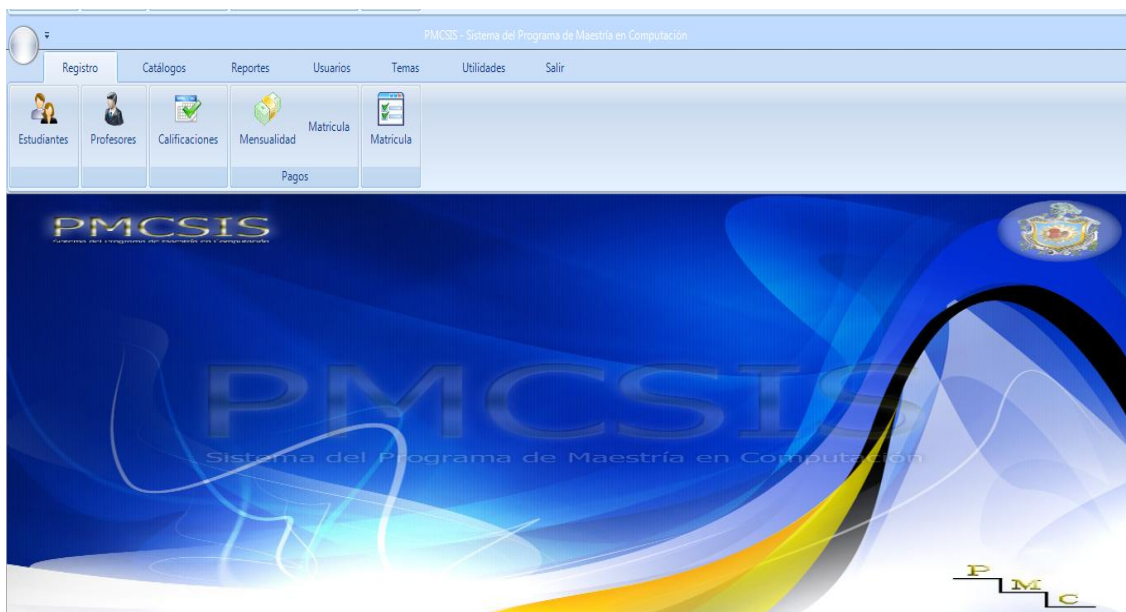 PMCSIS - Sistema del Programa de Maestría en Computación
Registro Catálogos Reportes Usuarios Temas Utilidades Salir
Estudiantes Profesores Calificaciones Mensualidad Matricula Matricula
Pagos
PMCSIS
Sistema del Programa de Maestría en Computación
PMCSIS
Sistema del Programa de Maestría en Computación
P
M
C